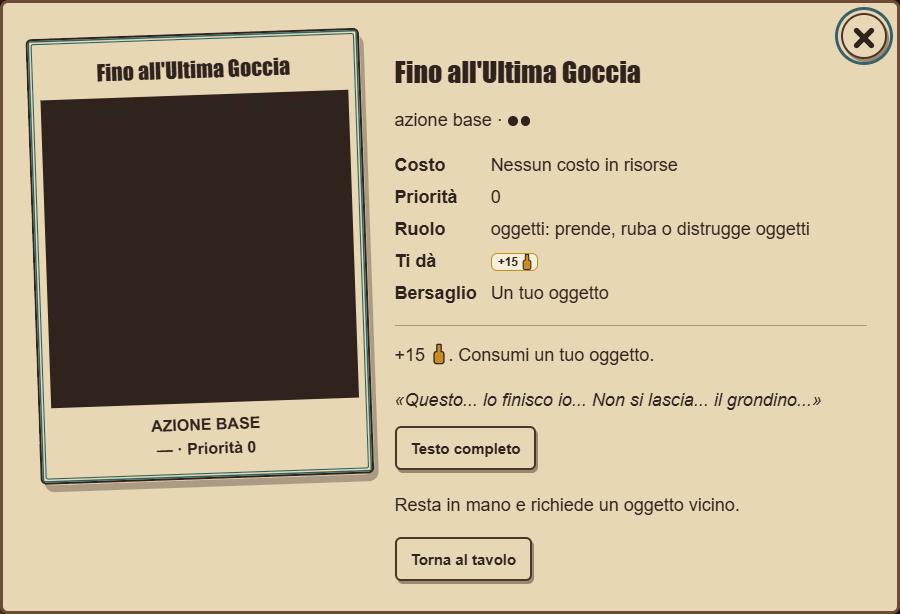 Fino all'Ultima Goccia
AZIONE BASE
— · Priorità 0
Fino all'Ultima Goccia
azione base · ●●
Costo Nessun costo in risorse
Priorità 0
Ruolo oggetti: prende, ruba o distrugge oggetti
Ti dà +15
Bersaglio Un tuo oggetto
+15 . Consumi un tuo oggetto.
«Questo... lo finisco io... Non si lascia... il grondino...»
Testo completo
Resta in mano e richiede un oggetto vicino.
Torna al tavolo